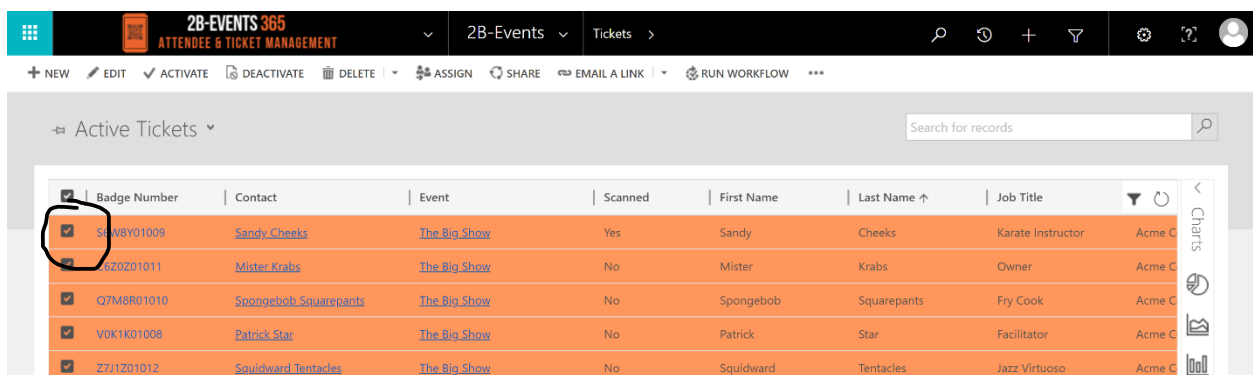 2B-EVENTS 365
ATTENDEE & TICKET MANAGEMENT
2B-Events
Tickets
NEW EDIT ACTIVATE DEACTIVATE DELETE ASSIGN SHARE EMAIL A LINK RUN WORKFLOW •••
Active Tickets
Search for records
Badge Number Contact Event Scanned First Name Last Name ↑ Job Title
S6W8Y01009 Sandy Cheeks The Big Show Yes Sandy Cheeks Karate Instructor Acme C
Mister Krabs The Big Show No Mister Krabs Owner Acme C
Q7M8R01010 Spongebob Squarepants The Big Show No Spongebob Squarepants Fry Cook Acme C
V0K1K01008 Patrick Star The Big Show No Patrick Star Facilitator Acme C
Z7J1Z01012 Squidward Tentacles The Big Show No Squidward Tentacles Jazz Virtuoso Acme C
Charts